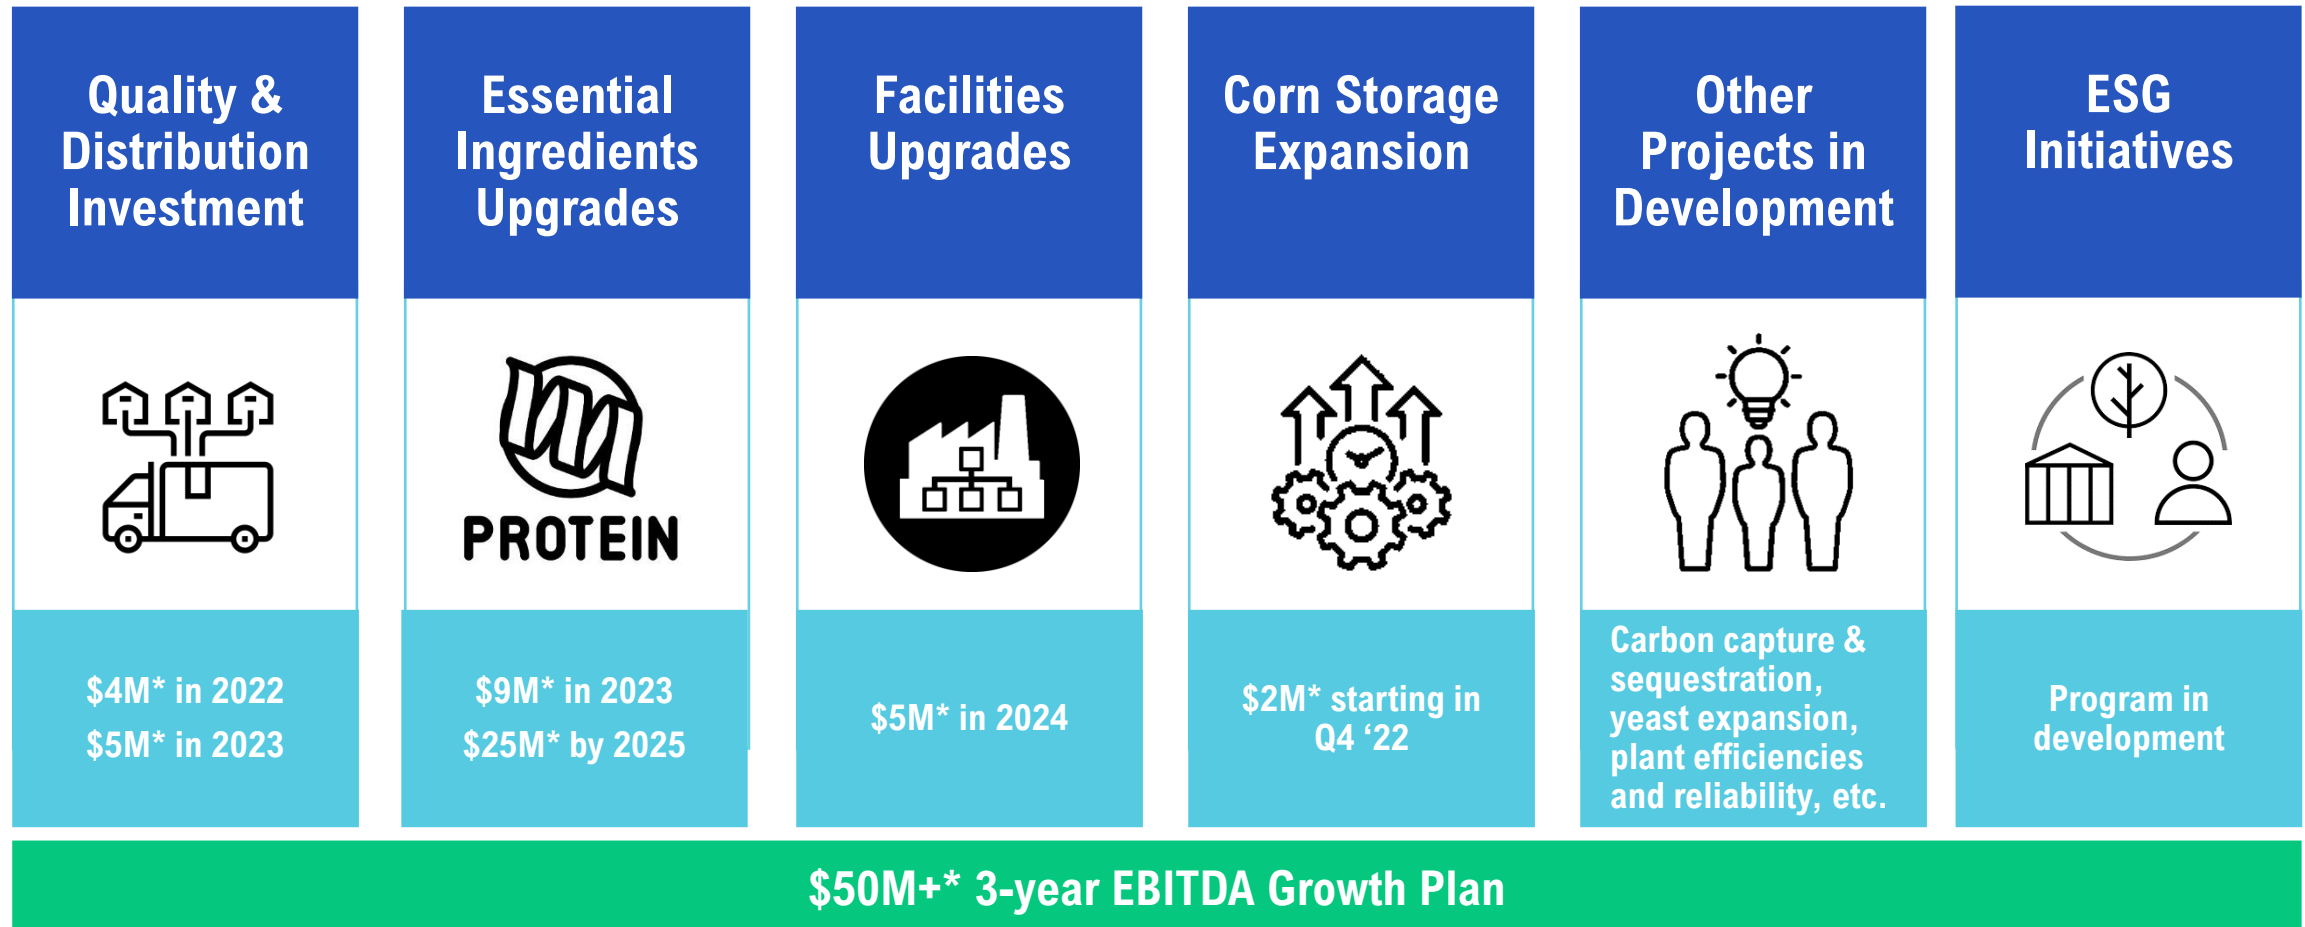 Quality &
Distribution
Investment
$4M* in 2022
$5M* in 2023
Essential
Ingredients
Upgrades
PROTEIN
$9M* in 2023
$25M* by 2025
Facilities
Upgrades
$5M* in 2024
Corn Storage
Expansion
$2M* starting in
Q4 ‘22
Other
Projects in
Development
Carbon capture &
sequestration,
yeast expansion,
plant efficiencies
and reliability, etc.
ESG
Initiatives
Program in
development
$50M+* 3-year EBITDA Growth Plan